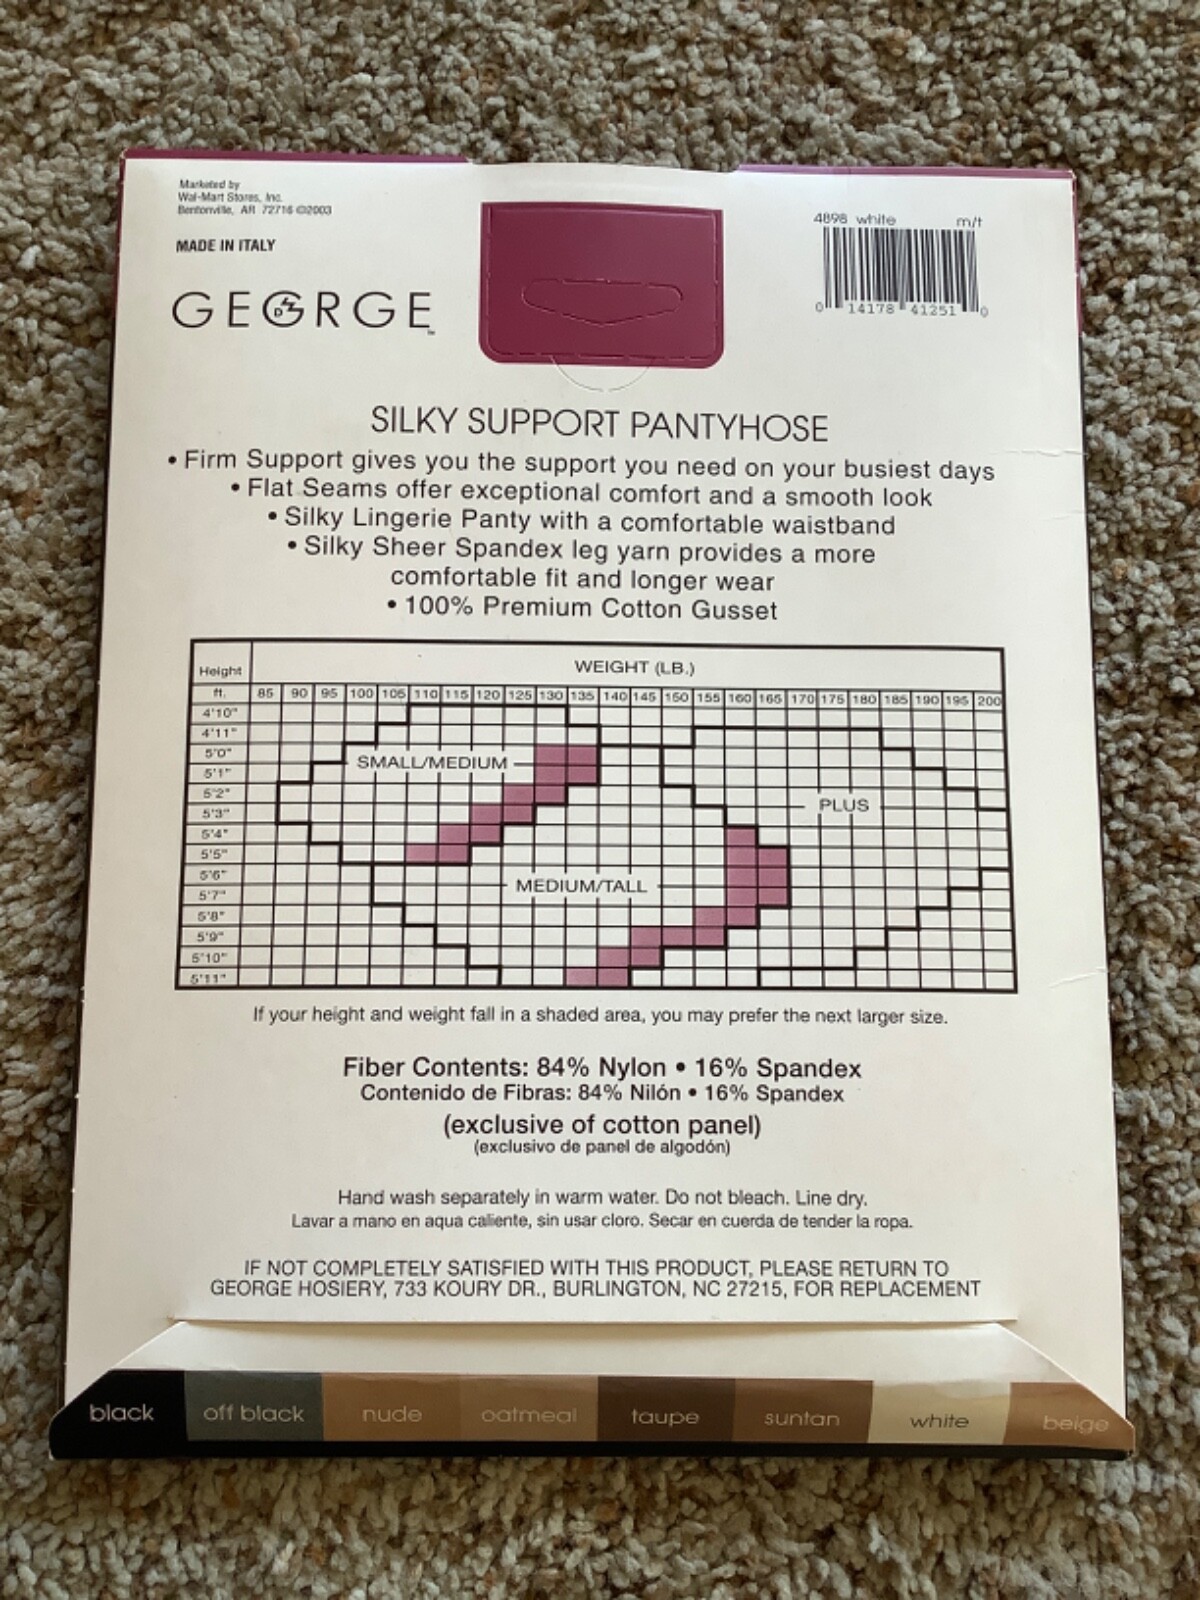 Marketed by
Wal-Mart Stores, Inc.
Bentonville, AR 72716 ©2003
MADE IN ITALY
GEORGE™
4898 white m/t
0 14178 41251 0
SILKY SUPPORT PANTYHOSE
• Firm Support gives you the support you need on your busiest days
• Flat Seams offer exceptional comfort and a smooth look
• Silky Lingerie Panty with a comfortable waistband
• Silky Sheer Spandex leg yarn provides a more
comfortable fit and longer wear
• 100% Premium Cotton Gusset
Height WEIGHT (LB.)
ft. 85 90 95 100 105 110 115 120 125 130 135 140 145 150 155 160 165 170 175 180 185 190 195 200
4'10"
4'11"
5'0"
SMALL/MEDIUM
5'1"
5'2"
PLUS
5'3"
5'4"
5'5"
5'6"
MEDIUM/TALL
5'7"
5'8"
5'9"
5'10"
5'11"
If your height and weight fall in a shaded area, you may prefer the next larger size.
Fiber Contents: 84% Nylon • 16% Spandex
Contenido de Fibras: 84% Nilón • 16% Spandex
(exclusive of cotton panel)
(exclusivo de panel de algodón)
Hand wash separately in warm water. Do not bleach. Line dry.
Lavar a mano en aqua caliente, sin usar cloro. Secar en cuerda de tender la ropa.
IF NOT COMPLETELY SATISFIED WITH THIS PRODUCT, PLEASE RETURN TO
GEORGE HOSIERY, 733 KOURY DR., BURLINGTON, NC 27215, FOR REPLACEMENT
black off black nude oatmeal taupe suntan white beige